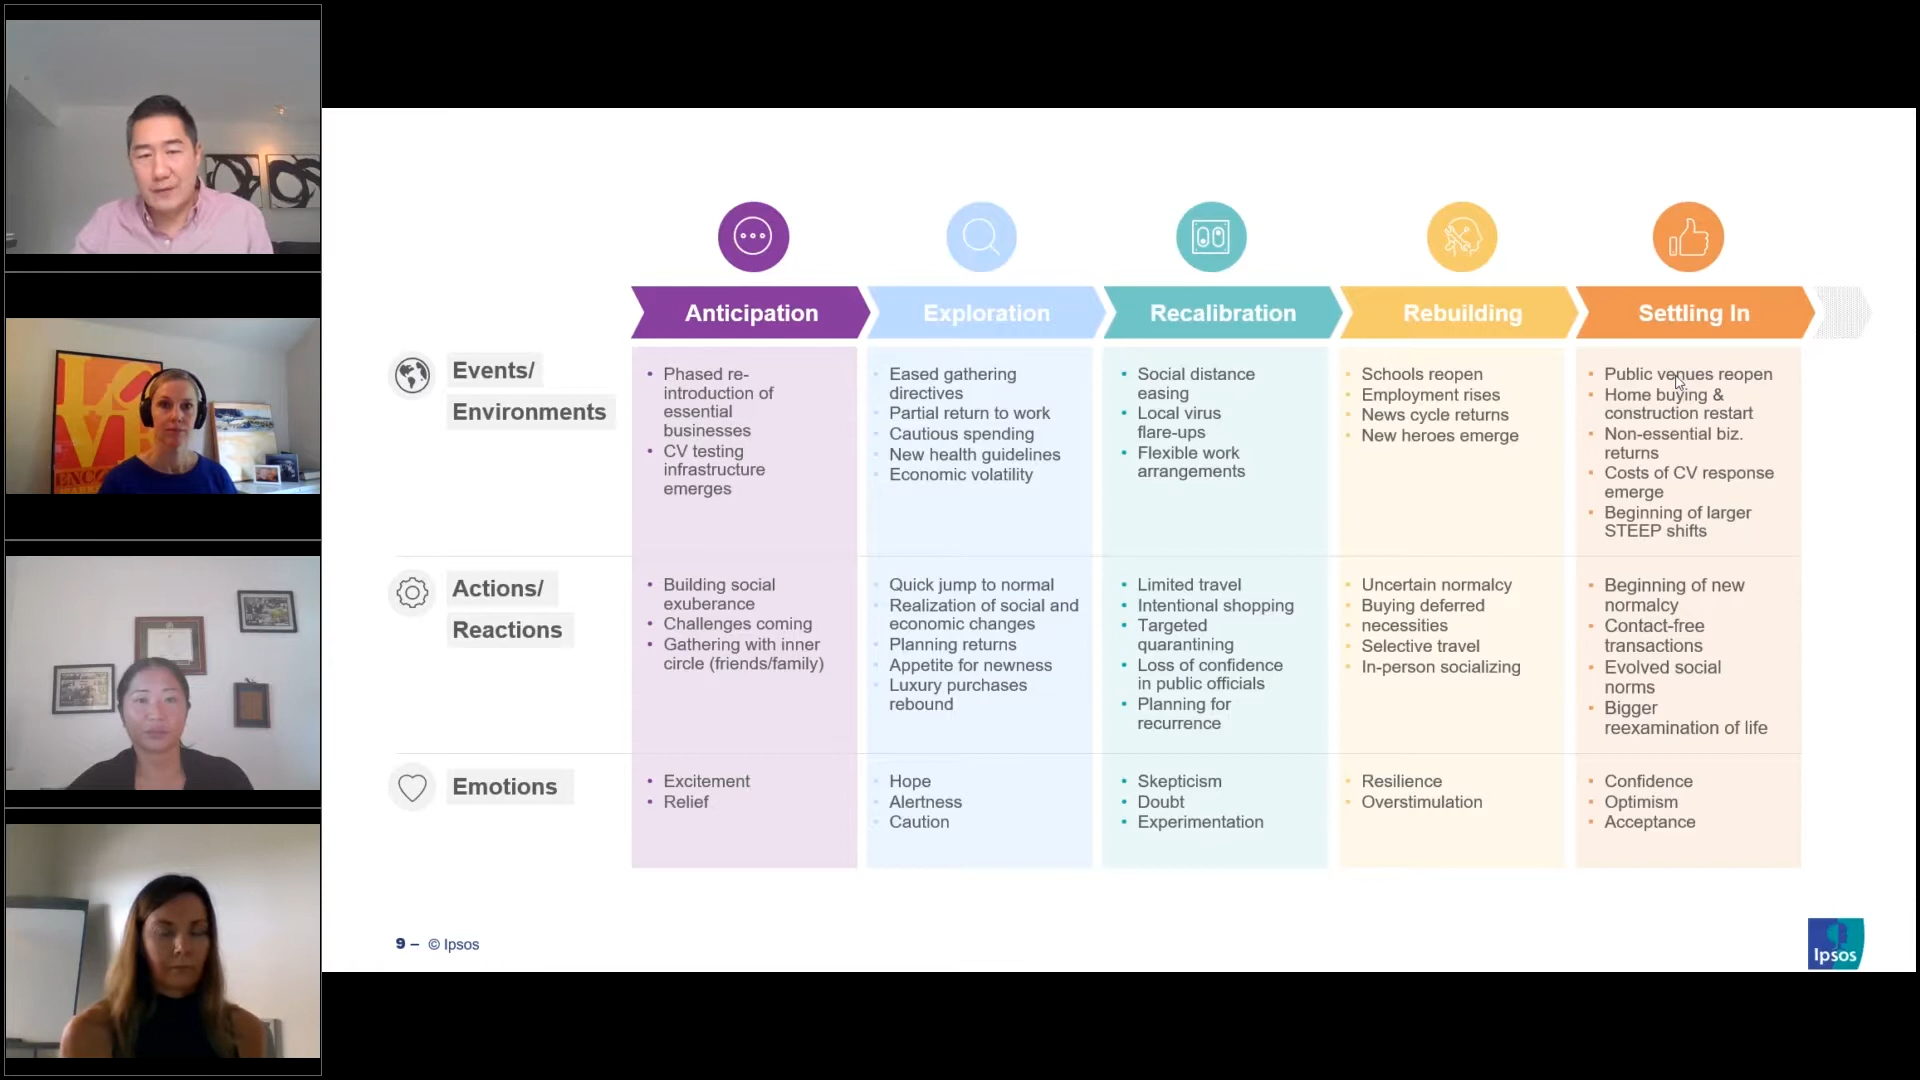 Anticipation
Exploration
Recalibration
Rebuilding
Settling In
Events/
Environments
Phased re-
introduction of
essential
businesses
CV testing
infrastructure
emerges
Eased gathering
directives
Partial return to work
Cautious spending
New health guidelines
Economic volatility
Social distance
easing
Local virus
flare-ups
Flexible work
arrangements
Schools reopen
Employment rises
News cycle returns
New heroes emerge
Public venues reopen
Home buying &
construction restart
Non-essential biz.
returns
Costs of CV response
emerge
Beginning of larger
STEEP shifts
Actions/
Reactions
Building social
exuberance
Challenges coming
Gathering with inner
circle (friends/family)
Quick jump to normal
Realization of social and
economic changes
Planning returns
Appetite for newness
Luxury purchases
rebound
Limited travel
Intentional shopping
Targeted
quarantining
Loss of confidence
in public officials
Planning for
recurrence
Uncertain normalcy
Buying deferred
necessities
Selective travel
In-person socializing
Beginning of new
normalcy
Contact-free
transactions
Evolved social
norms
Bigger
reexamination of life
Emotions
Excitement
Relief
Hope
Alertness
Caution
Skepticism
Doubt
Experimentation
Resilience
Overstimulation
Confidence
Optimism
Acceptance
9 – © Ipsos
Ipsos